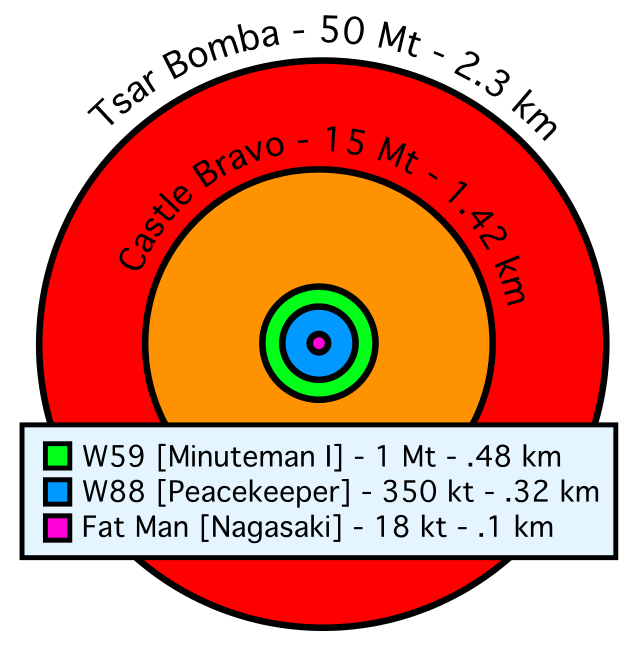 Tsar Bomba - 50 Mt - 2.3 km
Castle Bravo - 15 Mt - 1.42 km
W59 [Minuteman I] - 1 Mt - .48 km
W88 [Peacekeeper] - 350 kt - .32 km
Fat Man [Nagasaki] - 18 kt - .1 km